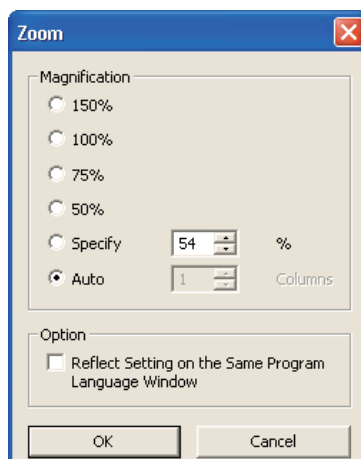 Zoom
Magnification
150%
100%
75%
50%
Specify 54 %
Auto 1 Columns
Option
Reflect Setting on the Same Program
Language Window
OK Cancel